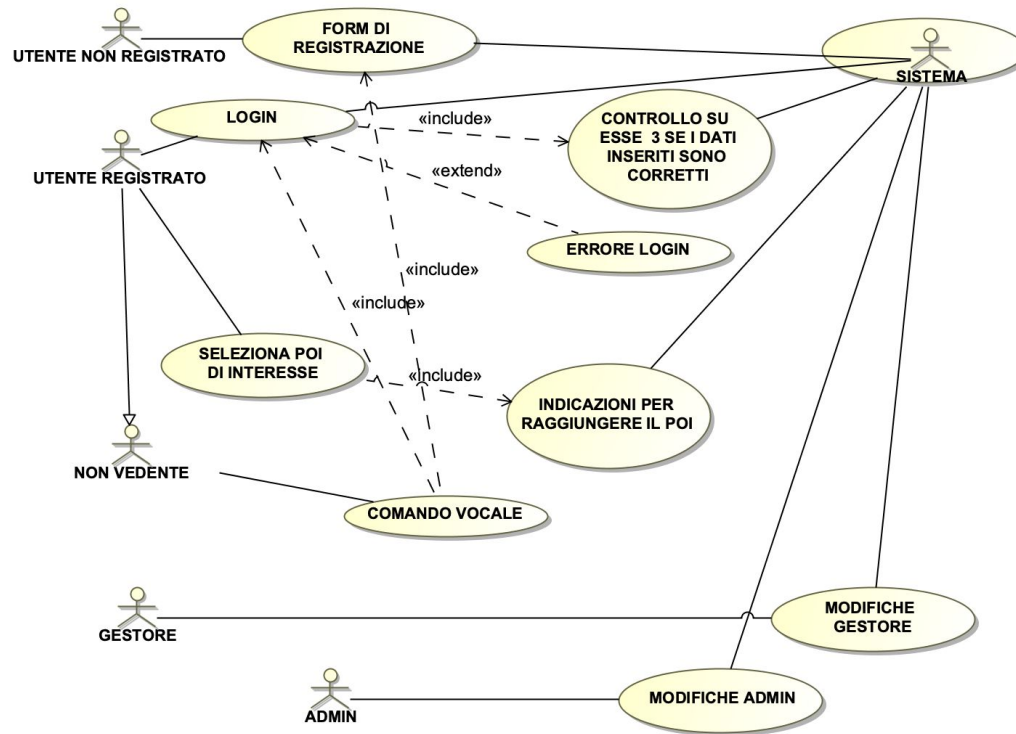 FORM DI
REGISTRAZIONE
UTENTE NON REGISTRATO
SISTEMA
LOGIN
«include»
CONTROLLO SU
ESSE 3 SE I DATI
INSERITI SONO
CORRETTI
UTENTE REGISTRATO
«extend»
ERRORE LOGIN
«include»
«include»
SELEZIONA POI
DI INTERESSE
«include»
INDICAZIONI PER
RAGGIUNGERE IL POI
NON VEDENTE
COMANDO VOCALE
MODIFICHE
GESTORE
GESTORE
MODIFICHE ADMIN
ADMIN